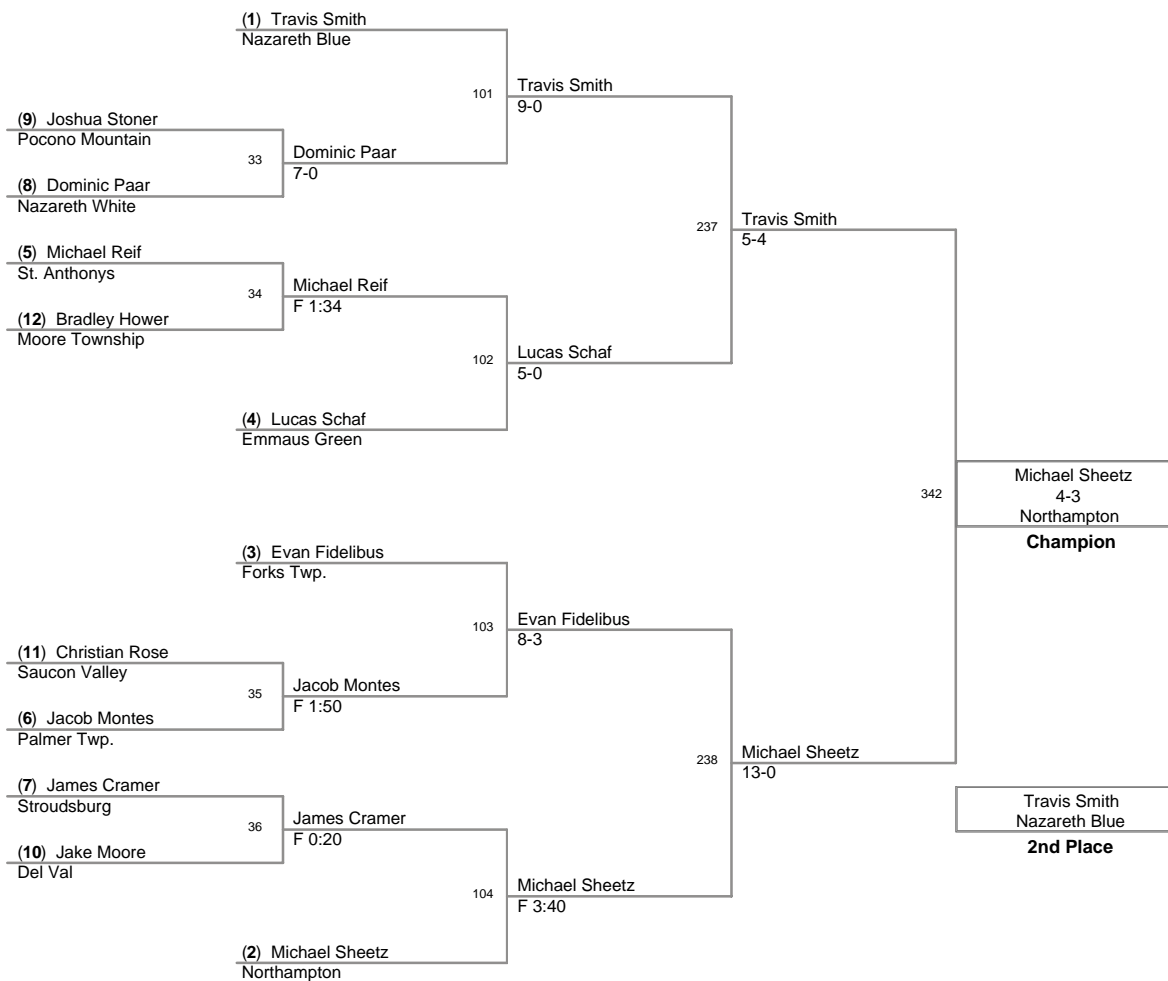 (1) Travis Smith
Nazareth Blue
101
Travis Smith
9-0
(9) Joshua Stoner
Pocono Mountain
33
Dominic Paar
7-0
(8) Dominic Paar
Nazareth White
237
Travis Smith
5-4
(5) Michael Reif
St. Anthonys
34
Michael Reif
F 1:34
(12) Bradley Hower
Moore Township
102
Lucas Schaf
5-0
(4) Lucas Schaf
Emmaus Green
342
Michael Sheetz
4-3
Northampton
Champion
(3) Evan Fidelibus
Forks Twp.
103
Evan Fidelibus
8-3
(11) Christian Rose
Saucon Valley
35
Jacob Montes
F 1:50
(6) Jacob Montes
Palmer Twp.
238
Michael Sheetz
13-0
(7) James Cramer
Stroudsburg
36
James Cramer
F 0:20
(10) Jake Moore
Del Val
104
Michael Sheetz
F 3:40
(2) Michael Sheetz
Northampton
Travis Smith
Nazareth Blue
2nd Place